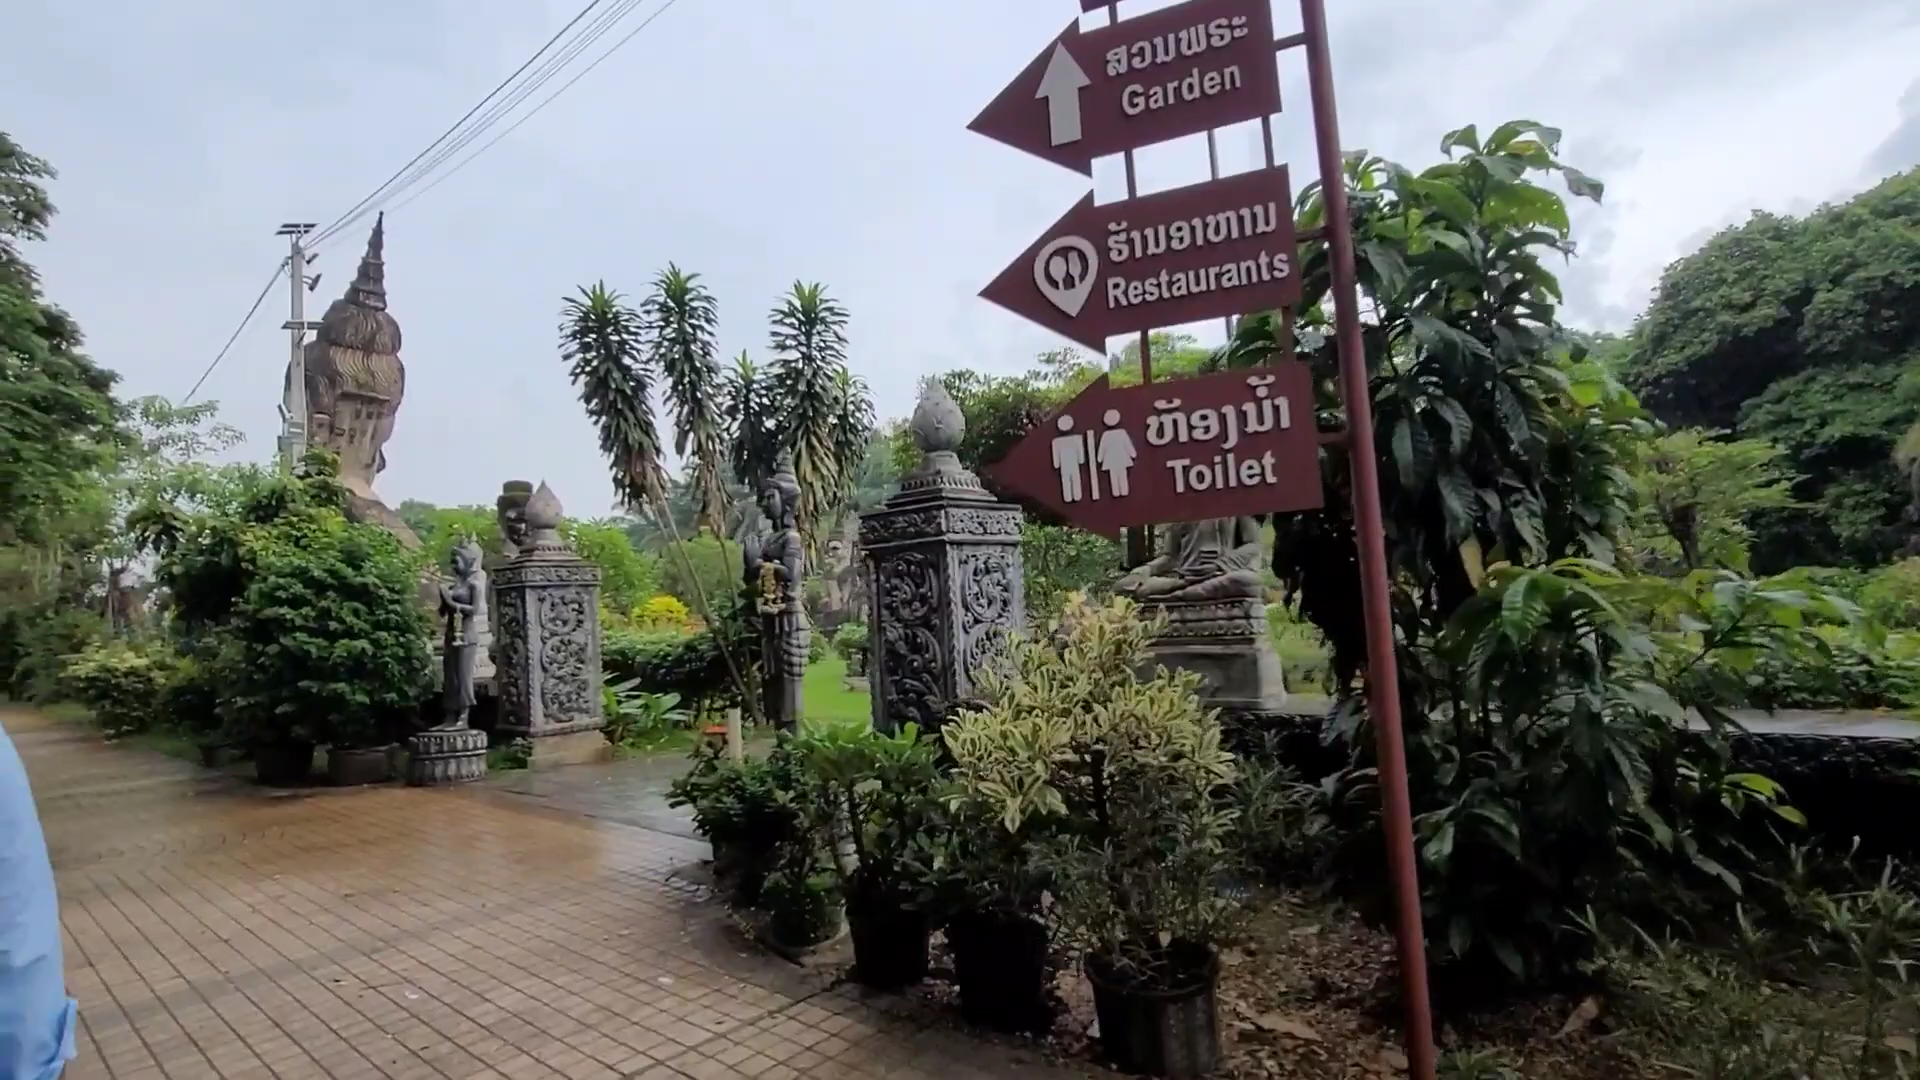 ສວນພຣະ
Garden
ຮ້ານອາຫານ
Restaurants
ຫ້ອງນ້ຳ
Toilet